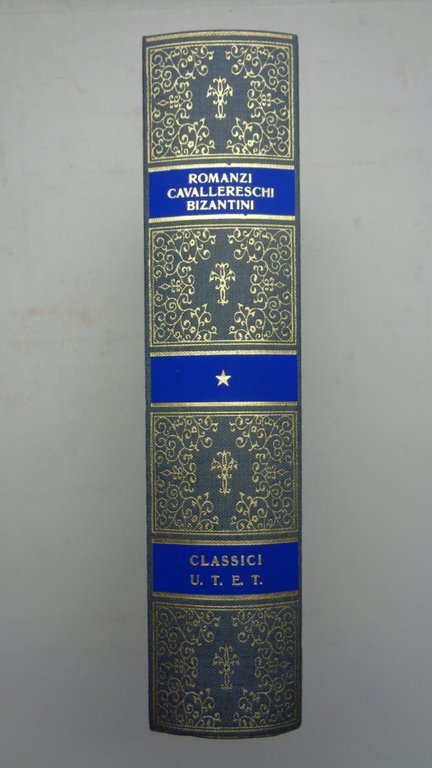 ROMANZI
CAVALLERESCHI
BIZANTINI
CLASSICI
U. T. E. T.